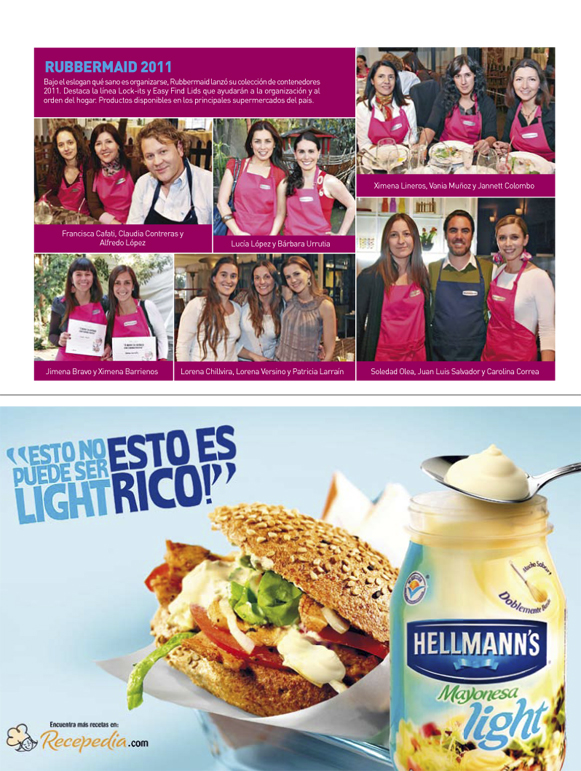 RUBBERMAID 2011
Bajo el eslogan qué sano es organizarse, Rubbermaid lanzó su colección de contenedores
2011. Destaca la línea Lock-its y Easy Find Lids que ayudarán a la organización y al
orden del hogar. Productos disponibles en los principales supermercados del país.
Ximena Lineros, Vania Muñoz y Jannett Colombo
Francisca Cafati, Claudia Contreras y
Alfredo López
Lucía López y Bárbara Urrutia
Jimena Bravo y Ximena Barrienos
Lorena Chillvira, Lorena Versino y Patricia Larraín
Soledad Olea, Juan Luis Salvador y Carolina Correa
“ESTO NO
PUEDE SER
LIGHT
ESTO ES
RICO!”
Mucho Sabor
Doblemente
HELLMANN'S
Mayonesa
light
Encuentra más recetas en:
Recepedia.com